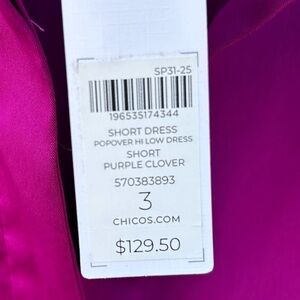 SP31-25
196535174344
SHORT DRESS
POPOVER HI LOW DRESS
SHORT
PURPLE CLOVER
570383893
3
CHICOS.COM
$129.50